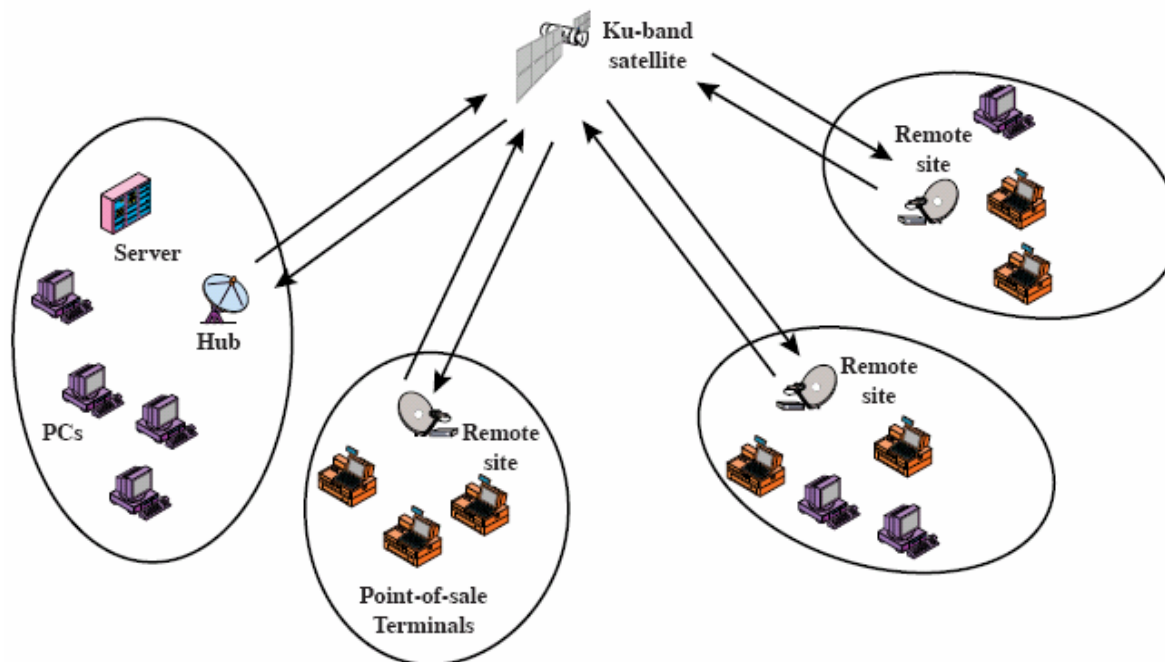 Ku-band
satellite
Remote
site
Server
Hub
PCs
Remote
site
Remote
site
Point-of-sale
Terminals